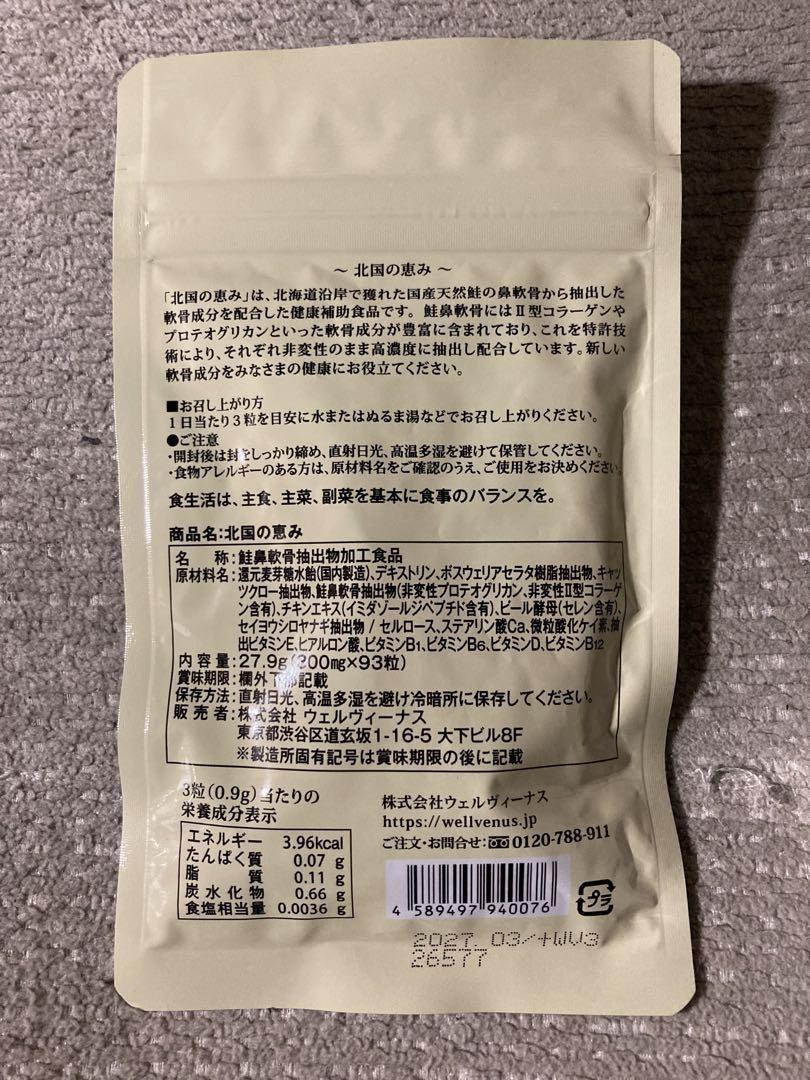 ～ 北国の恵み ～
「北国の恵み」は、北海道沿岸で獲れた国産天然鮭の鼻軟骨から抽出した
軟骨成分を配合した健康補助食品です。 鮭鼻軟骨にはⅡ型コラーゲンや
プロテオグリカンといった軟骨成分が豊富に含まれており、これを特許技
術により、それぞれ非変性のまま高濃度に抽出し配合しています。新しい
軟骨成分をみなさまの健康にお役立てください。
■お召し上がり方
1日当たり3粒を目安に水またはぬるま湯などでお召し上がりください。
●ご注意
・開封後は封をしっかり締め、直射日光、高温多湿を避けて保管してください。
・食物アレルギーのある方は、原材料名をご確認のうえ、ご使用をお決めください。
食生活は、主食、主菜、副菜を基本に食事のバランスを。
商品名：北国の恵み
名 称：鮭鼻軟骨抽出物加工食品
原材料名：還元麦芽糖水飴（国内製造）、デキストリン、ボスウェリアセラタ樹脂抽出物、キャッ
ツクロー抽出物、鮭鼻軟骨抽出物（非変性プロテオグリカン、非変性Ⅱ型コラーゲ
ン含有）、チキンエキス（イミダゾールジペプチド含有）、ビール酵母（セレン含有）、
セイヨウシロヤナギ抽出物 / セルロース、ステアリン酸Ca、微粒酸化ケイ素、抽
出ビタミンE、ヒアルロン酸、ビタミンB1、ビタミンB6、ビタミンD、ビタミンB12
内 容 量：27.9g（300mg×93粒）
賞味期限：欄外下部記載
保存方法：直射日光、高温多湿を避け冷暗所に保存してください。
販 売 者：株式会社 ウェルヴィーナス
東京都渋谷区道玄坂1-16-5 大下ビル8F
※製造所固有記号は賞味期限の後に記載
3粒（0.9g）当たりの
栄養成分表示
エネルギー 3.96kcal
たんぱく質 0.07 g
脂 質 0.11 g
炭水化物 0.66 g
食塩相当量 0.0036 g
株式会社ウェルヴィーナス
https://wellvenus.jp
ご注文・お問合せ：0120-788-911
4 589497 940076
プラ
2027 03/+WV3
26577